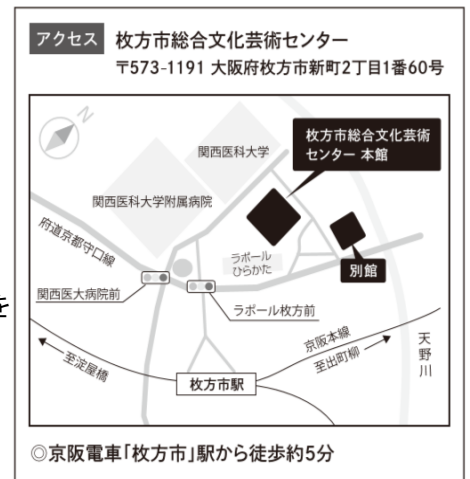 アクセス 枚方市総合文化芸術センター
〒573-1191 大阪府枚方市新町2丁目1番60号
N
枚方市総合文化芸術
センター 本館
関西医科大学
関西医科大学附属病院
府道京都守口線
ラポール
ひらかた
別館
関西医大病院前
ラポール枚方前
を
京阪本線
至出町柳
天野川
至淀屋橋
枚方市駅
◎京阪電車「枚方市」駅から徒歩約5分